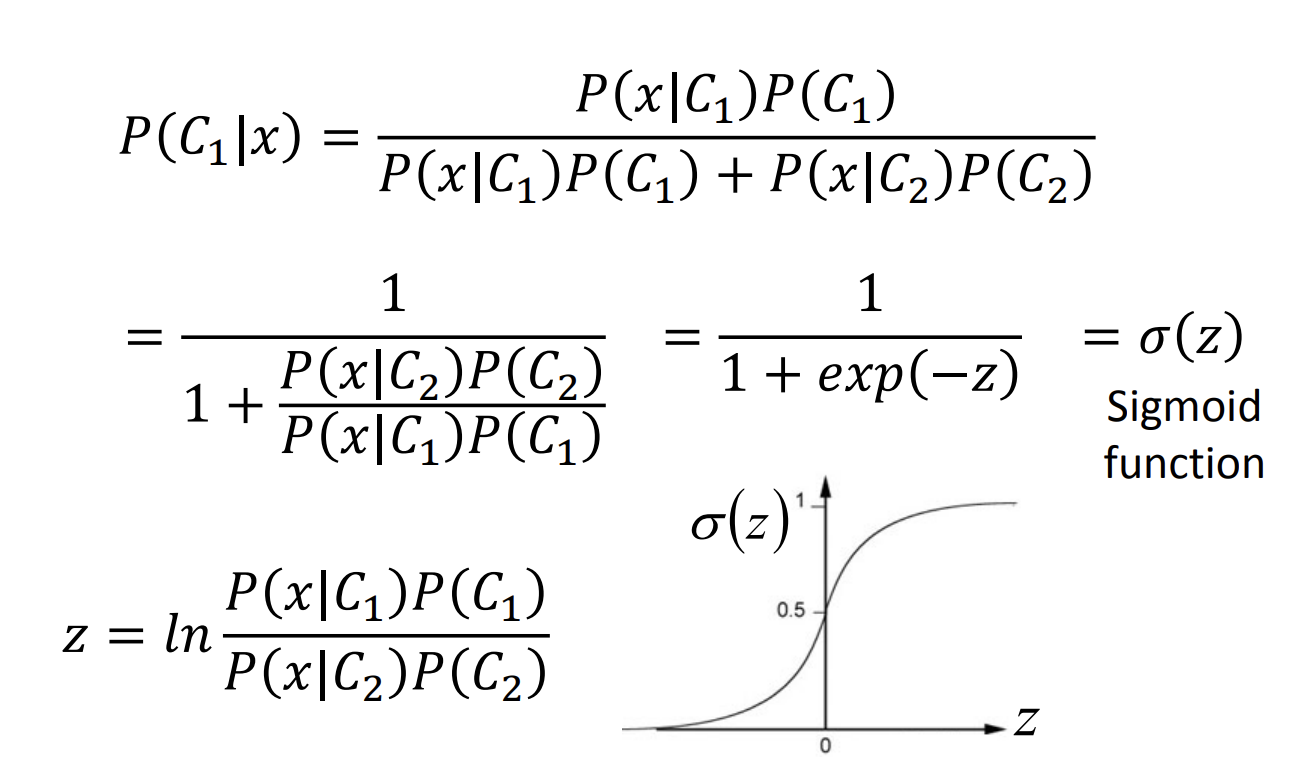 P(C₁|x) = P(x|C₁)P(C₁) / P(x|C₁)P(C₁) + P(x|C₂)P(C₂)
= 1 / 1 + P(x|C₂)P(C₂) / P(x|C₁)P(C₁) = 1 / 1 + exp(−z) = σ(z)
Sigmoid
function
z = ln P(x|C₁)P(C₁) / P(x|C₂)P(C₂)
σ(z) 1
0.5
z
0